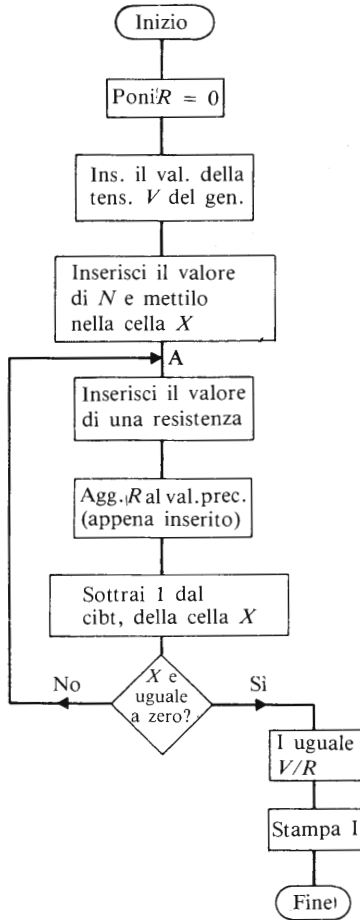 Inizio
Poni R = 0
Ins. il val. della
tens. V del gen.
Inserisci il valore
di N e mettilo
nella cella X
A
Inserisci il valore
di una resistenza
Agg. R al val. prec.
(appena inserito)
Sottrai 1 dal
cibt, della cella X
No
X e
uguale
a zero?
Sì
I uguale
V/R
Stampa I
Fine